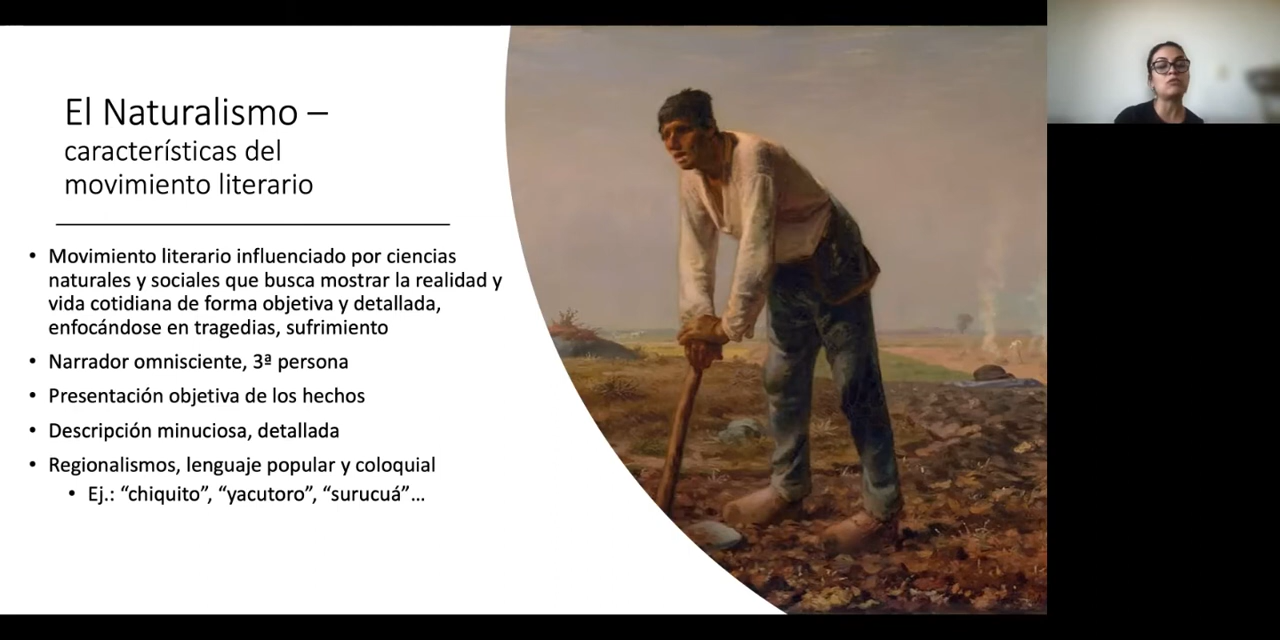 El Naturalismo –
características del
movimiento literario
• Movimiento literario influenciado por ciencias
naturales y sociales que busca mostrar la realidad y
vida cotidiana de forma objetiva y detallada,
enfocándose en tragedias, sufrimiento
• Narrador omnisciente, 3ª persona
• Presentación objetiva de los hechos
• Descripción minuciosa, detallada
• Regionalismos, lenguaje popular y coloquial
• Ej.: “chiquito”, “yacutoro”, “surucuá”…